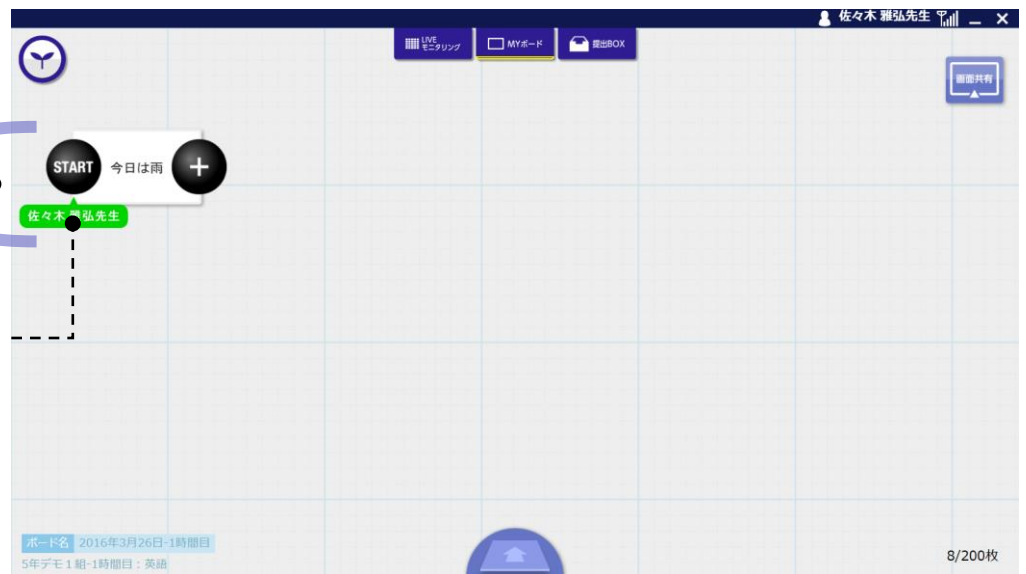 佐々木 雅弘先生
LIVE
モニタリング
MYボード
提出BOX
画面共有
START 今日は雨 +
佐々木 雅弘先生
ボード名 2016年3月26日-1時間目
5年デモ1組-1時間目：英語
8/200枚